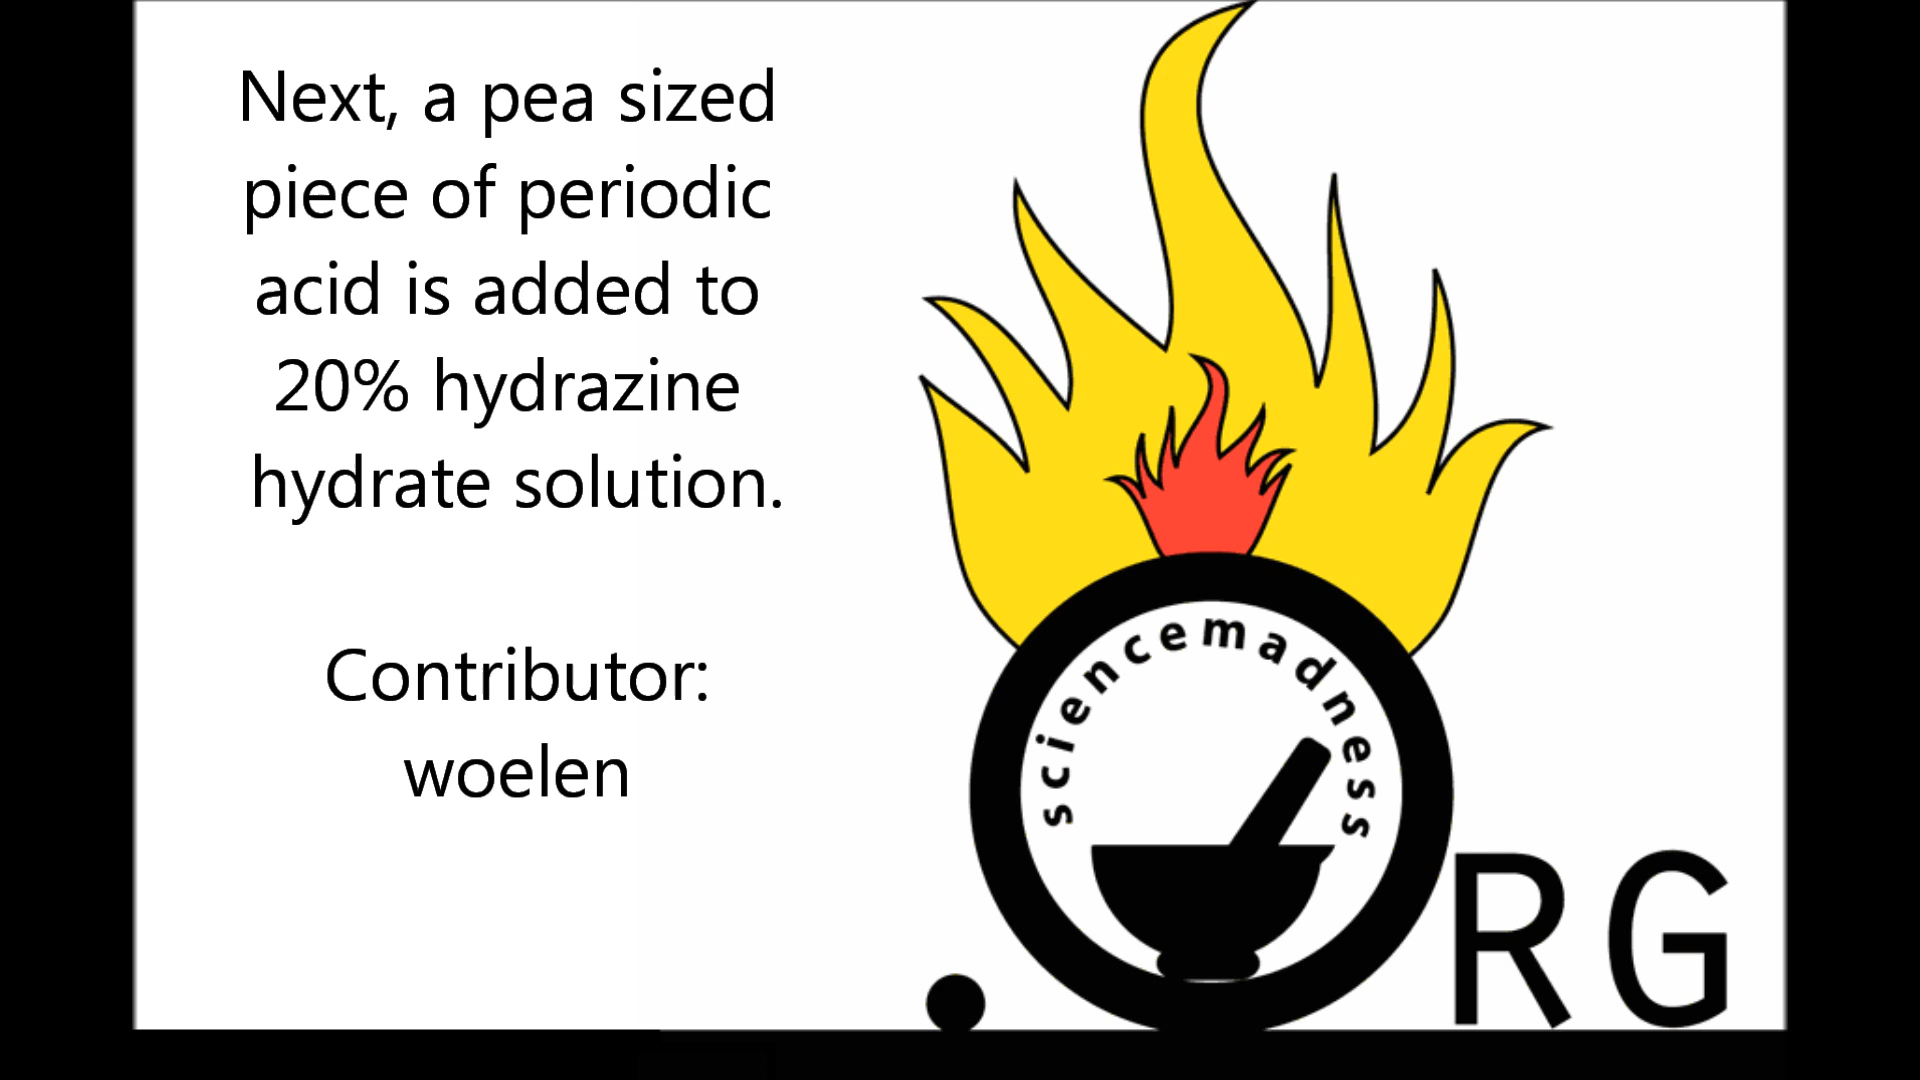 Next, a pea sized
piece of periodic
acid is added to
20% hydrazine
hydrate solution.
Contributor:
woelen
sciencemadness
.ORG